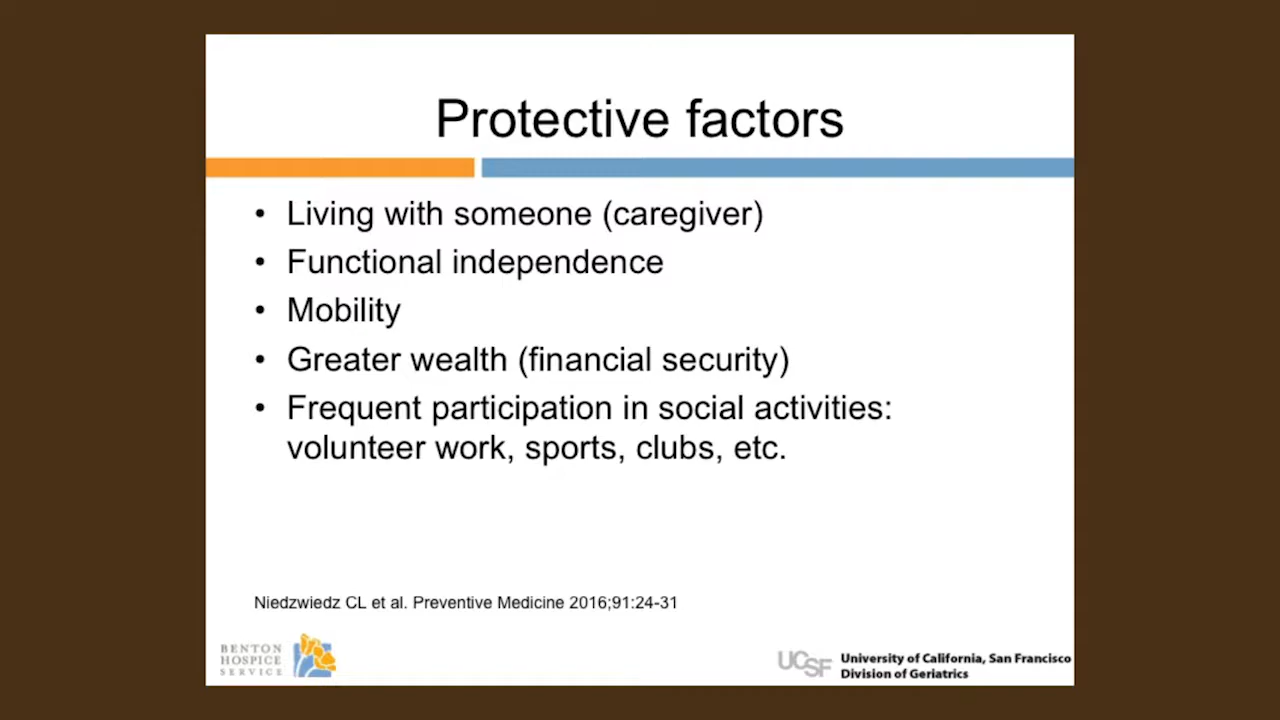 Protective factors
• Living with someone (caregiver)
• Functional independence
• Mobility
• Greater wealth (financial security)
• Frequent participation in social activities:
volunteer work, sports, clubs, etc.
Niedzwiedz CL et al. Preventive Medicine 2016;91:24-31
BENTON
HOSPICE
SERVICE
UCSF
University of California, San Francisco
Division of Geriatrics